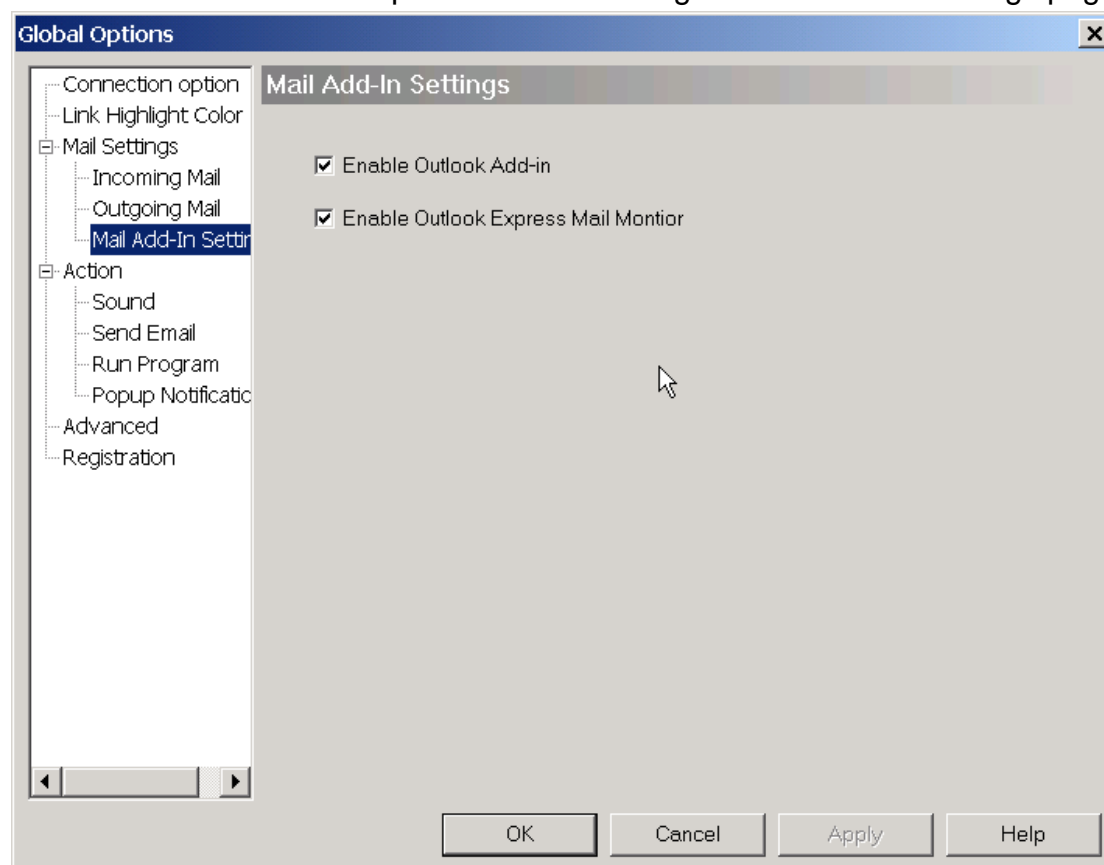 Global Options
Connection option
Link Highlight Color
Mail Settings
Incoming Mail
Outgoing Mail
Mail Add-In Settin
Action
Sound
Send Email
Run Program
Popup Notificatio
Advanced
Registration
Mail Add-In Settings
Enable Outlook Add-in
Enable Outlook Express Mail Montior
OK Cancel Apply Help